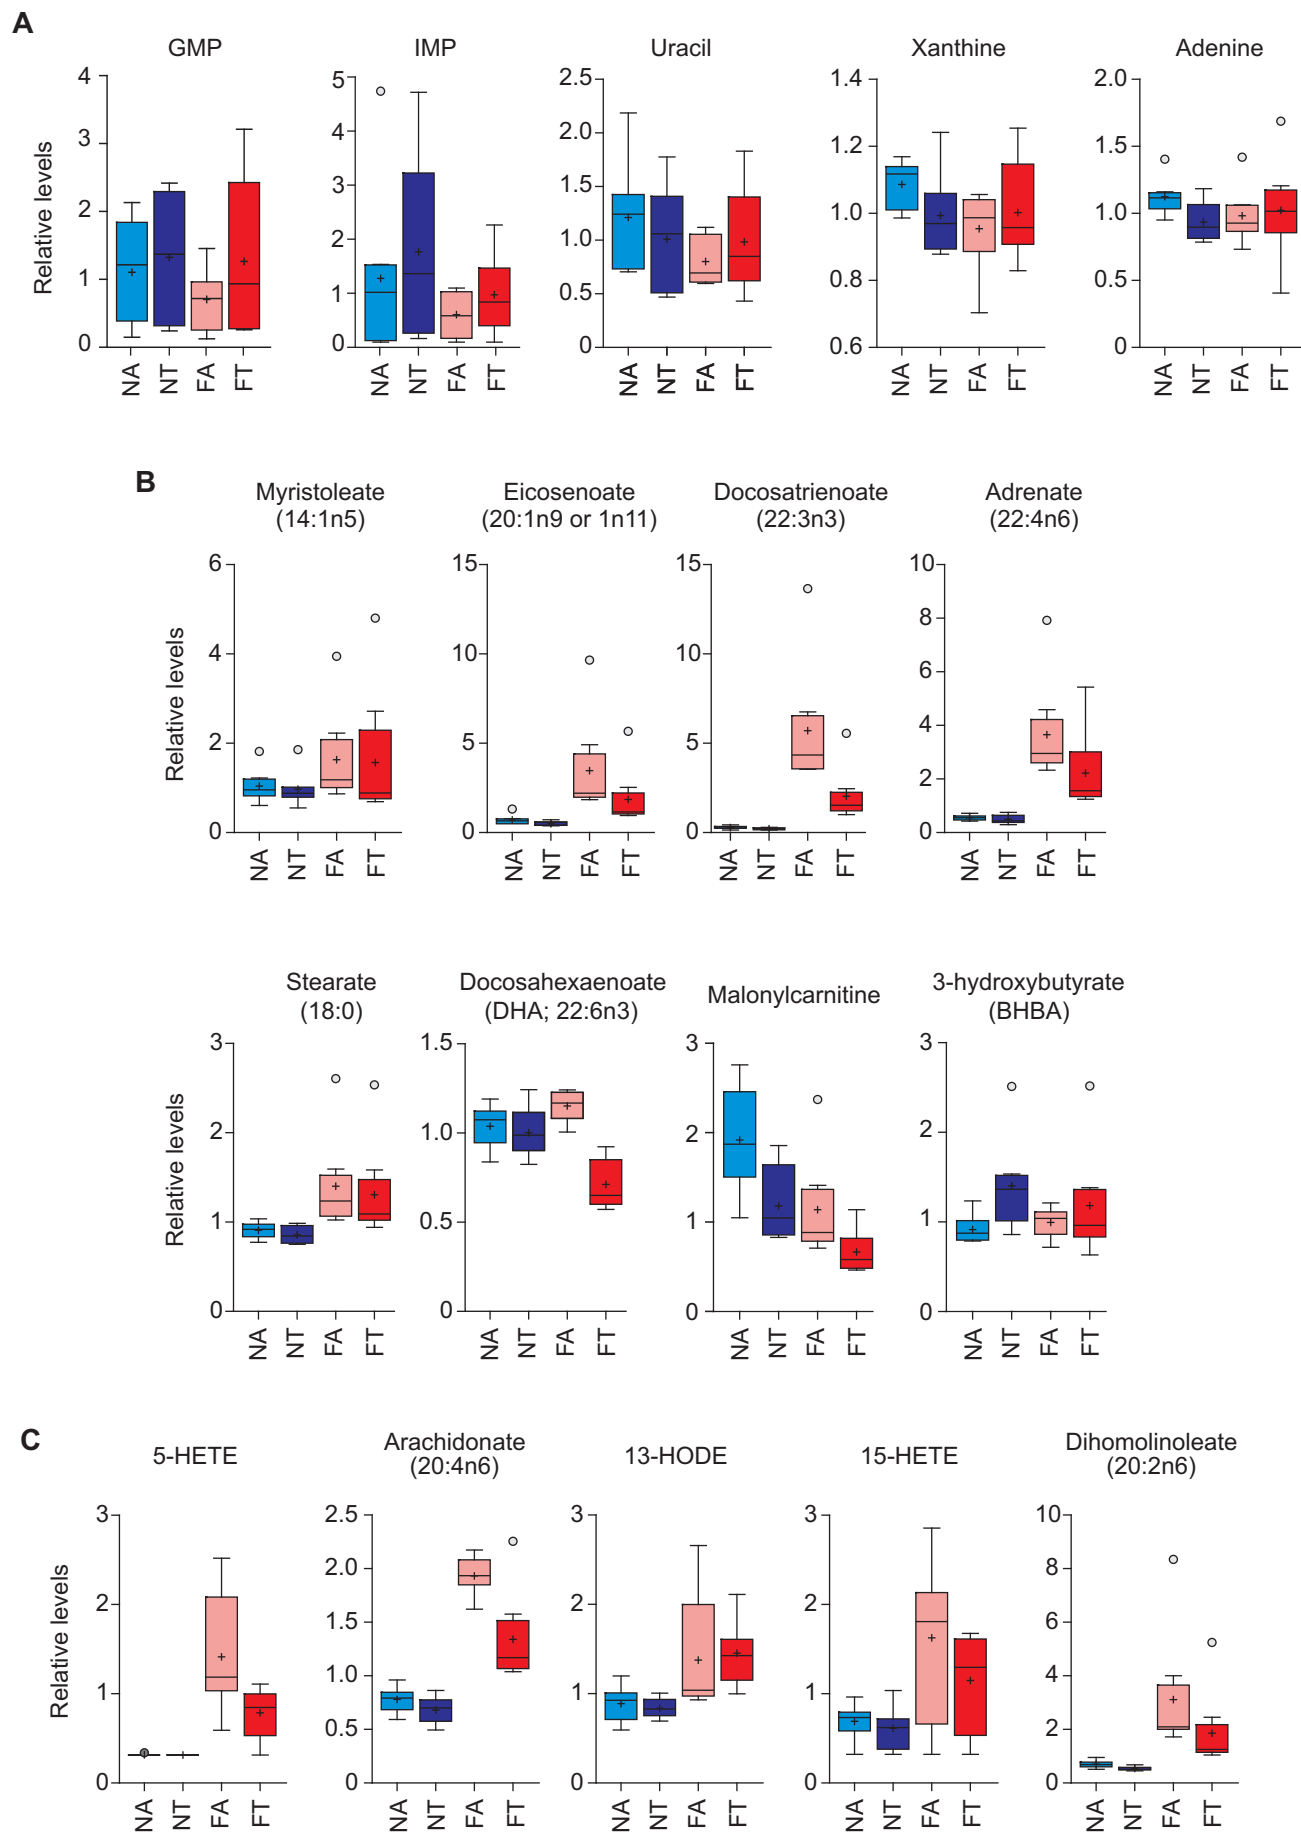 A
GMP
IMP
Uracil
Xanthine
Adenine
Relative levels
4
3
2
1
0
NA
NT
FA
FT
5
4
3
2
1
0
NA
NT
FA
FT
2.5
2.0
1.5
1.0
0.5
0
NA
NT
FA
FT
1.4
1.2
1.0
0.8
0.6
NA
NT
FA
FT
2.0
1.5
1.0
0.5
0
NA
NT
FA
FT
B
Myristoleate
(14:1n5)
Eicosenoate
(20:1n9 or 1n11)
Docosatrienoate
(22:3n3)
Adrenate
(22:4n6)
Relative levels
6
4
2
0
NA
NT
FA
FT
15
10
5
0
NA
NT
FA
FT
15
10
5
0
NA
NT
FA
FT
10
8
6
4
2
0
NA
NT
FA
FT
Stearate
(18:0)
Docosahexaenoate
(DHA; 22:6n3)
Malonylcarnitine
3-hydroxybutyrate
(BHBA)
Relative levels
3
2
1
0
NA
NT
FA
FT
1.5
1.0
0.5
0
NA
NT
FA
FT
3
2
1
0
NA
NT
FA
FT
3
2
1
0
NA
NT
FA
FT
C
5-HETE
Arachidonate
(20:4n6)
13-HODE
15-HETE
Dihomolinoleate
(20:2n6)
Relative levels
3
2
1
0
NA
NT
FA
FT
2.5
2.0
1.5
1.0
0.5
0
NA
NT
FA
FT
3
2
1
0
NA
NT
FA
FT
3
2
1
0
NA
NT
FA
FT
10
8
6
4
2
0
NA
NT
FA
FT